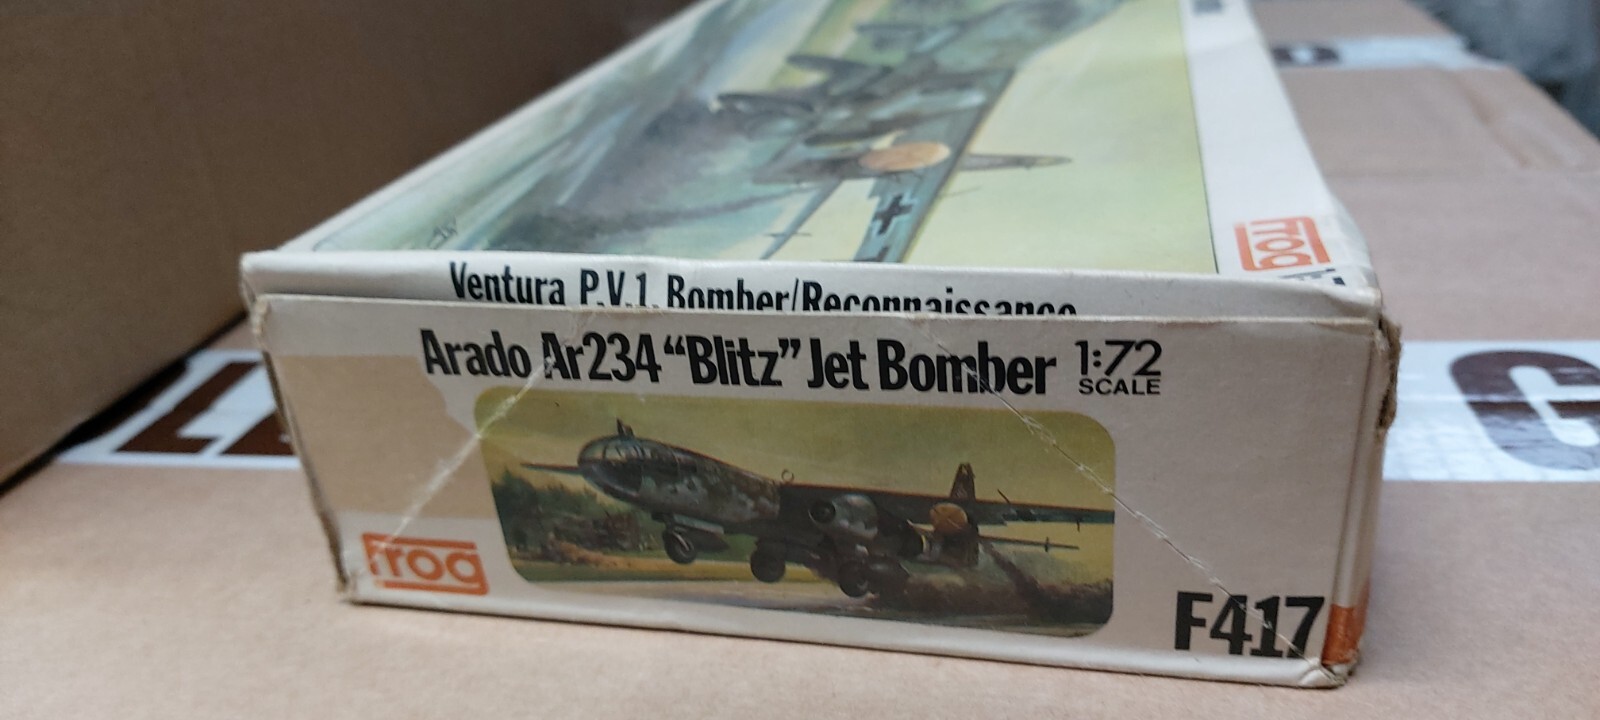 Frog
Ventura P.V.1. Bomber/Reconnaissance
Arado Ar234 “Blitz” Jet Bomber 1:72
SCALE
Frog
F417